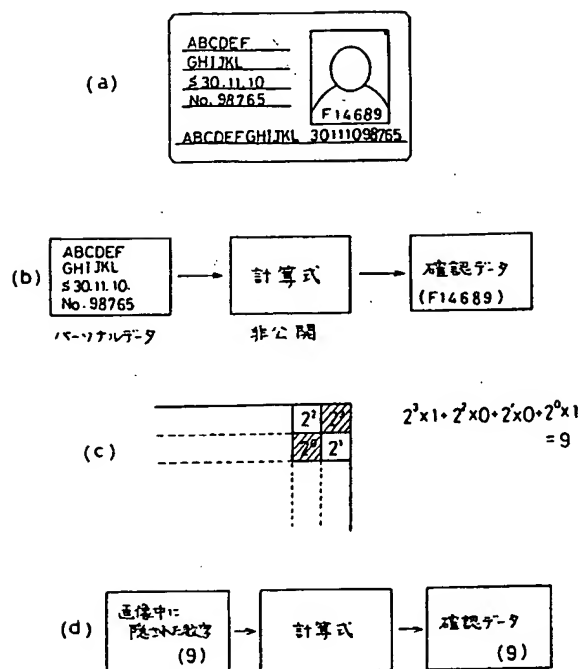 (a)
ABCDEF
GHIJKL
S 30.11.10
No. 98765
F14689
ABCDEFGHIJKL 30111098765
(b)
ABCDEF
GHIJKL
S 30.11.10.
No. 98765
パーソナルデータ
計算式
非公開
確認データ
(F14689)
(c)
2² 2³
2⁰ 2¹
2³×1+2²×0+2¹×0+2⁰×1
=9
(d)
画像中に
隠された数字
(9)
計算式
確認データ
(9)